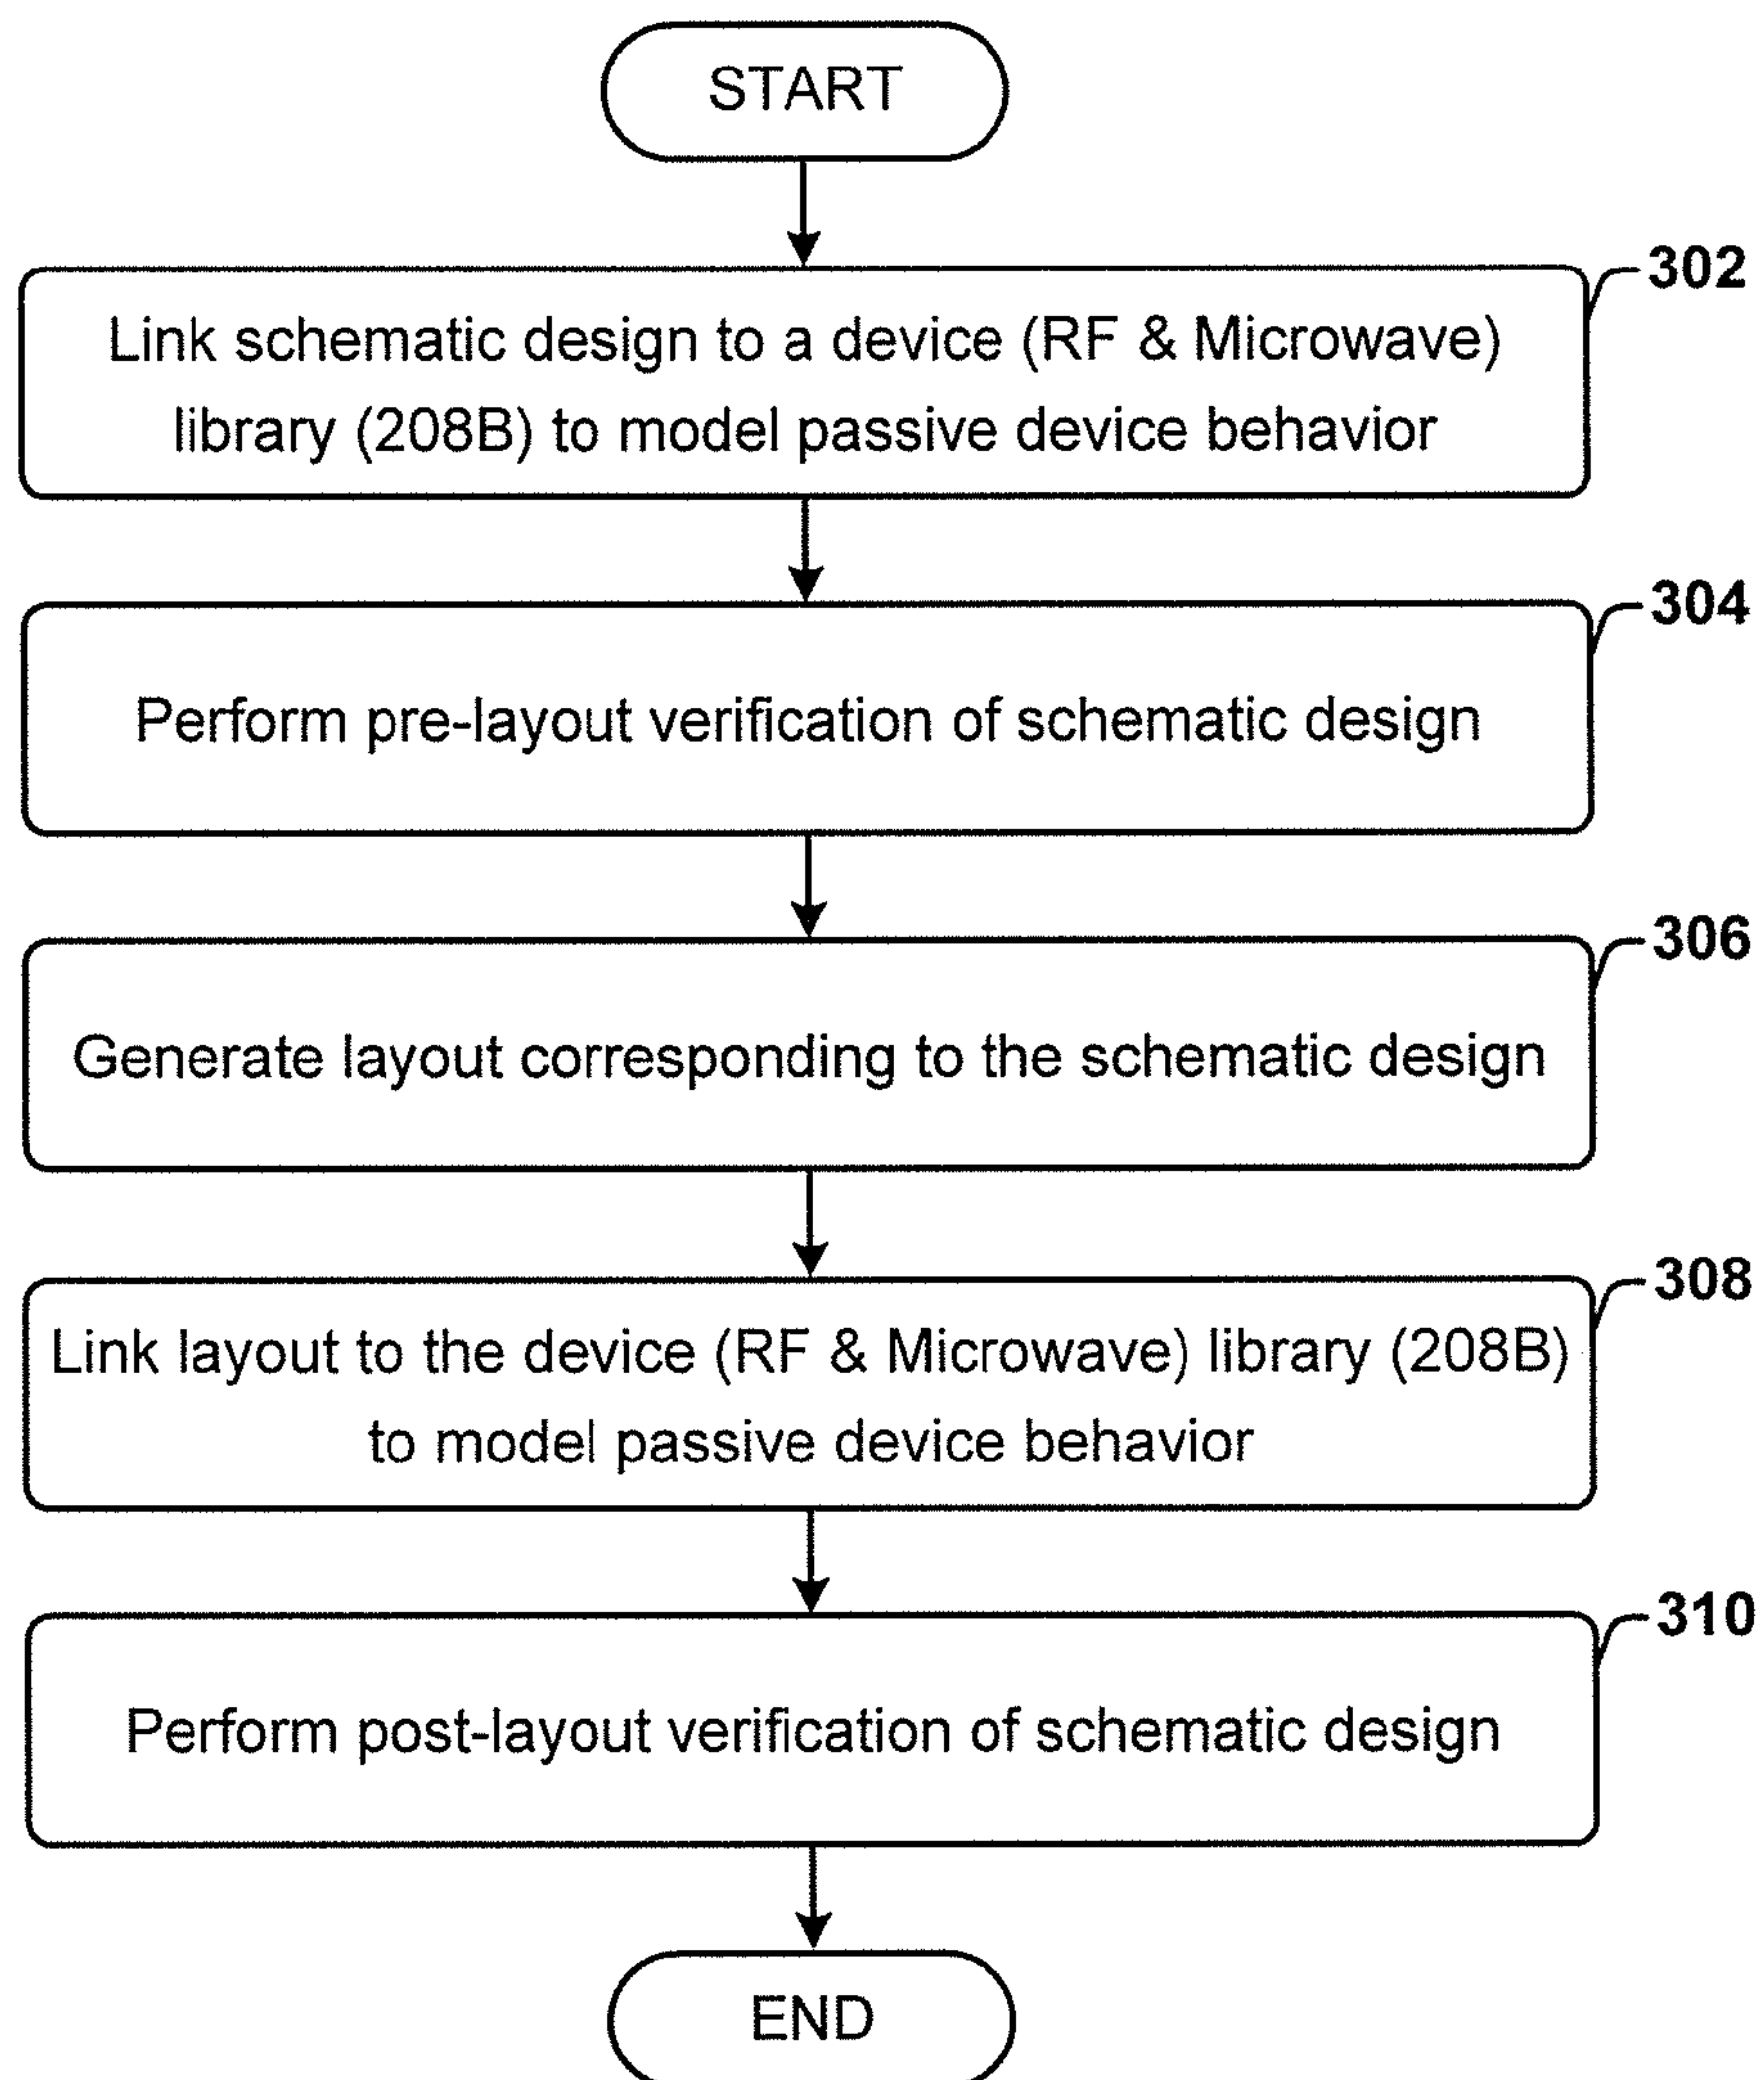 START
302
Link schematic design to a device (RF & Microwave)
library (208B) to model passive device behavior
304
Perform pre-layout verification of schematic design
306
Generate layout corresponding to the schematic design
308
Link layout to the device (RF & Microwave) library (208B)
to model passive device behavior
310
Perform post-layout verification of schematic design
END